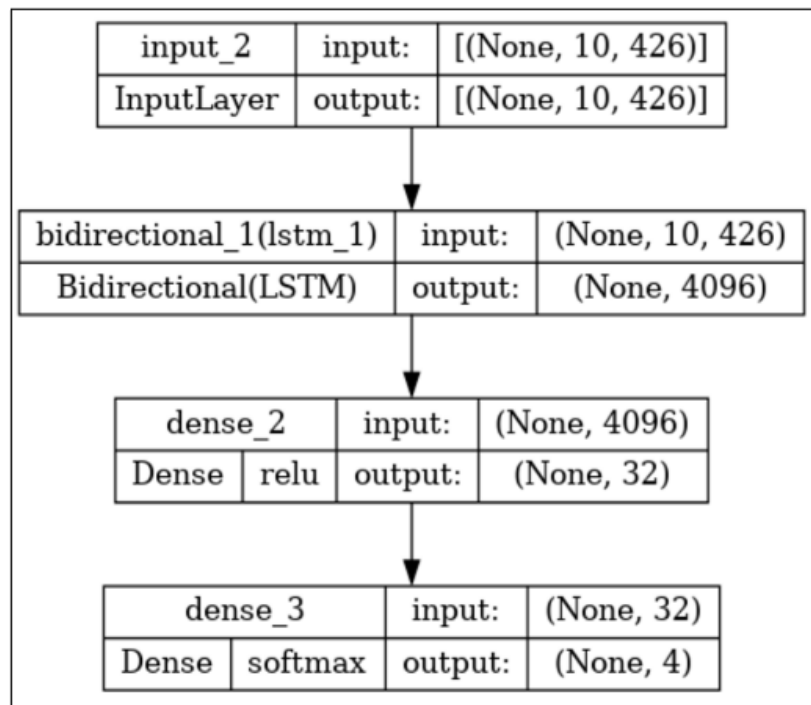 input_2 input: [(None, 10, 426)]
InputLayer output: [(None, 10, 426)]
bidirectional_1(lstm_1) input: (None, 10, 426)
Bidirectional(LSTM) output: (None, 4096)
dense_2 input: (None, 4096)
Dense relu output: (None, 32)
dense_3 input: (None, 32)
Dense softmax output: (None, 4)